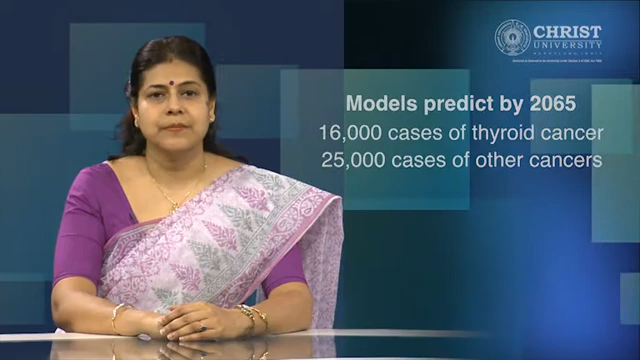 CHRIST
UNIVERSITY
Models predict by 2065
16,000 cases of thyroid cancer
25,000 cases of other cancers